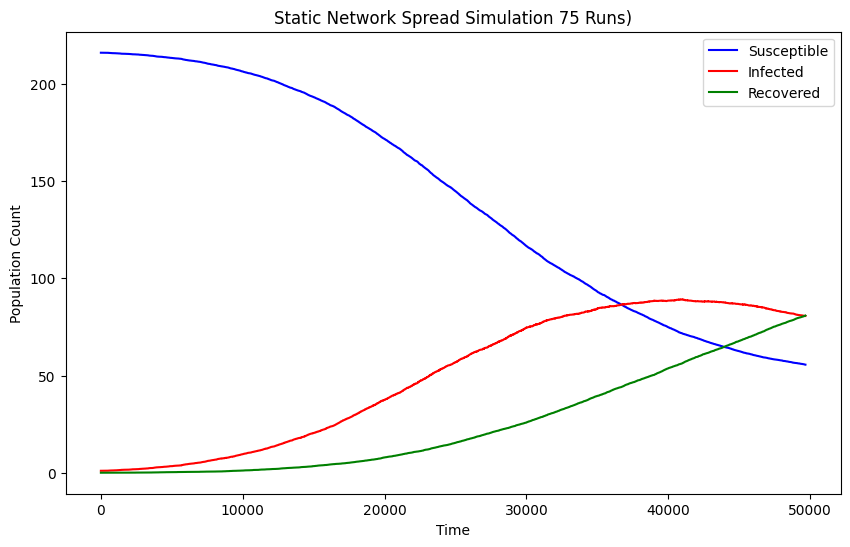 Static Network Spread Simulation 75 Runs)
Susceptible
Infected
Recovered
Population Count
200
150
100
50
0
0 10000 20000 30000 40000 50000
Time